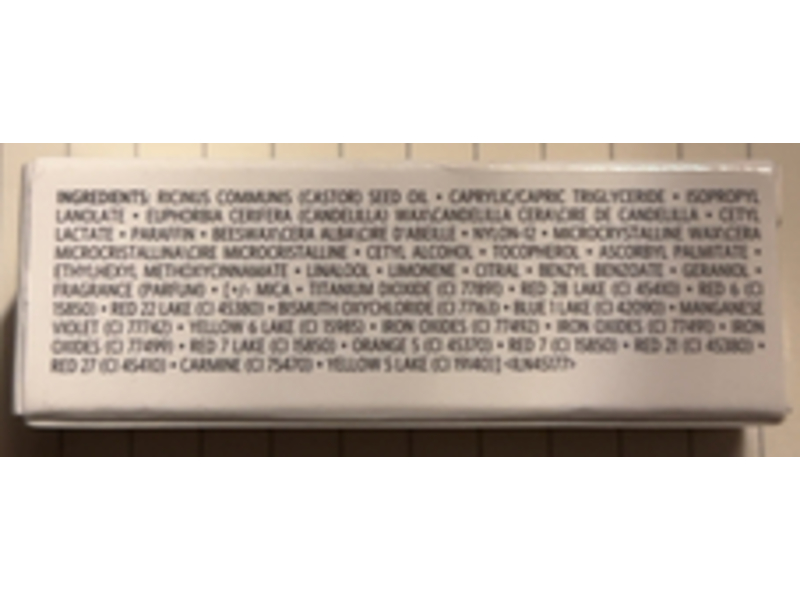 INGREDIENTS: RICINUS COMMUNIS (CASTOR) SEED OIL • CAPRYLIC/CAPRIC TRIGLYCERIDE • ISOPROPYL
LANOLATE • EUPHORBIA CERIFERA (CANDELILLA) WAX\CANDELILLA CERA\CIRE DE CANDELILLA • CETYL
LACTATE • PARAFFIN • BEESWAX\CERA ALBA\CIRE D'ABEILLE • NYLON-12 • MICROCRYSTALLINE WAX\CERA
MICROCRISTALLINA\CIRE MICROCRISTALLINE • CETYL ALCOHOL • TOCOPHEROL • ASCORBYL PALMITATE •
ETHYLHEXYL METHOXYCINNAMATE • LINALOOL • LIMONENE • CITRAL • BENZYL BENZOATE • GERANIOL •
FRAGRANCE (PARFUM) • [+/- MICA • TITANIUM DIOXIDE (CI 77891) • RED 28 LAKE (CI 45410) • RED 6 (CI
15850) • RED 22 LAKE (CI 45380) • BISMUTH OXYCHLORIDE (CI 77163) • BLUE 1 LAKE (CI 42090) • MANGANESE
VIOLET (CI 77742) • YELLOW 6 LAKE (CI 15985) • IRON OXIDES (CI 77492) • IRON OXIDES (CI 77491) • IRON
OXIDES (CI 77499) • RED 7 LAKE (CI 15850) • ORANGE 5 (CI 45370) • RED 7 (CI 15850) • RED 21 (CI 45380) •
RED 27 (CI 45410) • CARMINE (CI 75470) • YELLOW 5 LAKE (CI 19140)] <ILN45177>